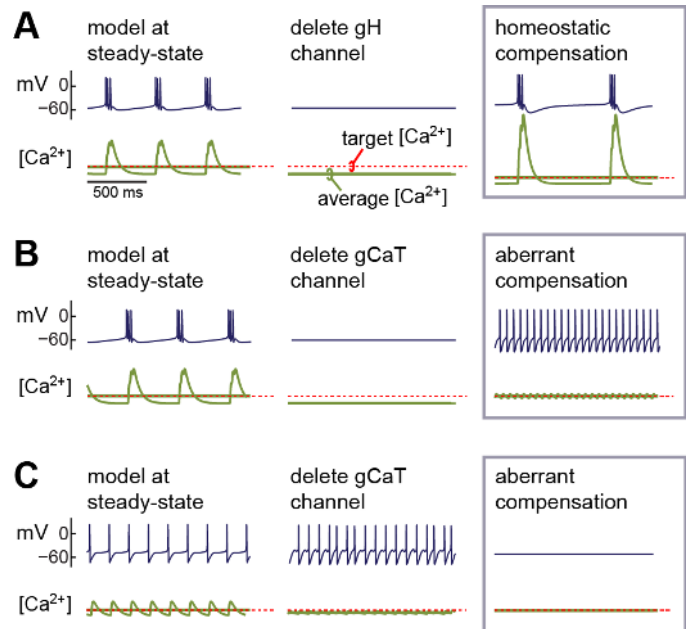 A
model at
steady-state
delete gH
channel
homeostatic
compensation
mV
0
−60
target [Ca²⁺]
[Ca²⁺]
500 ms
average [Ca²⁺]
B
model at
steady-state
delete gCaT
channel
aberrant
compensation
mV
0
−60
[Ca²⁺]
C
model at
steady-state
delete gCaT
channel
aberrant
compensation
mV
0
−60
[Ca²⁺]